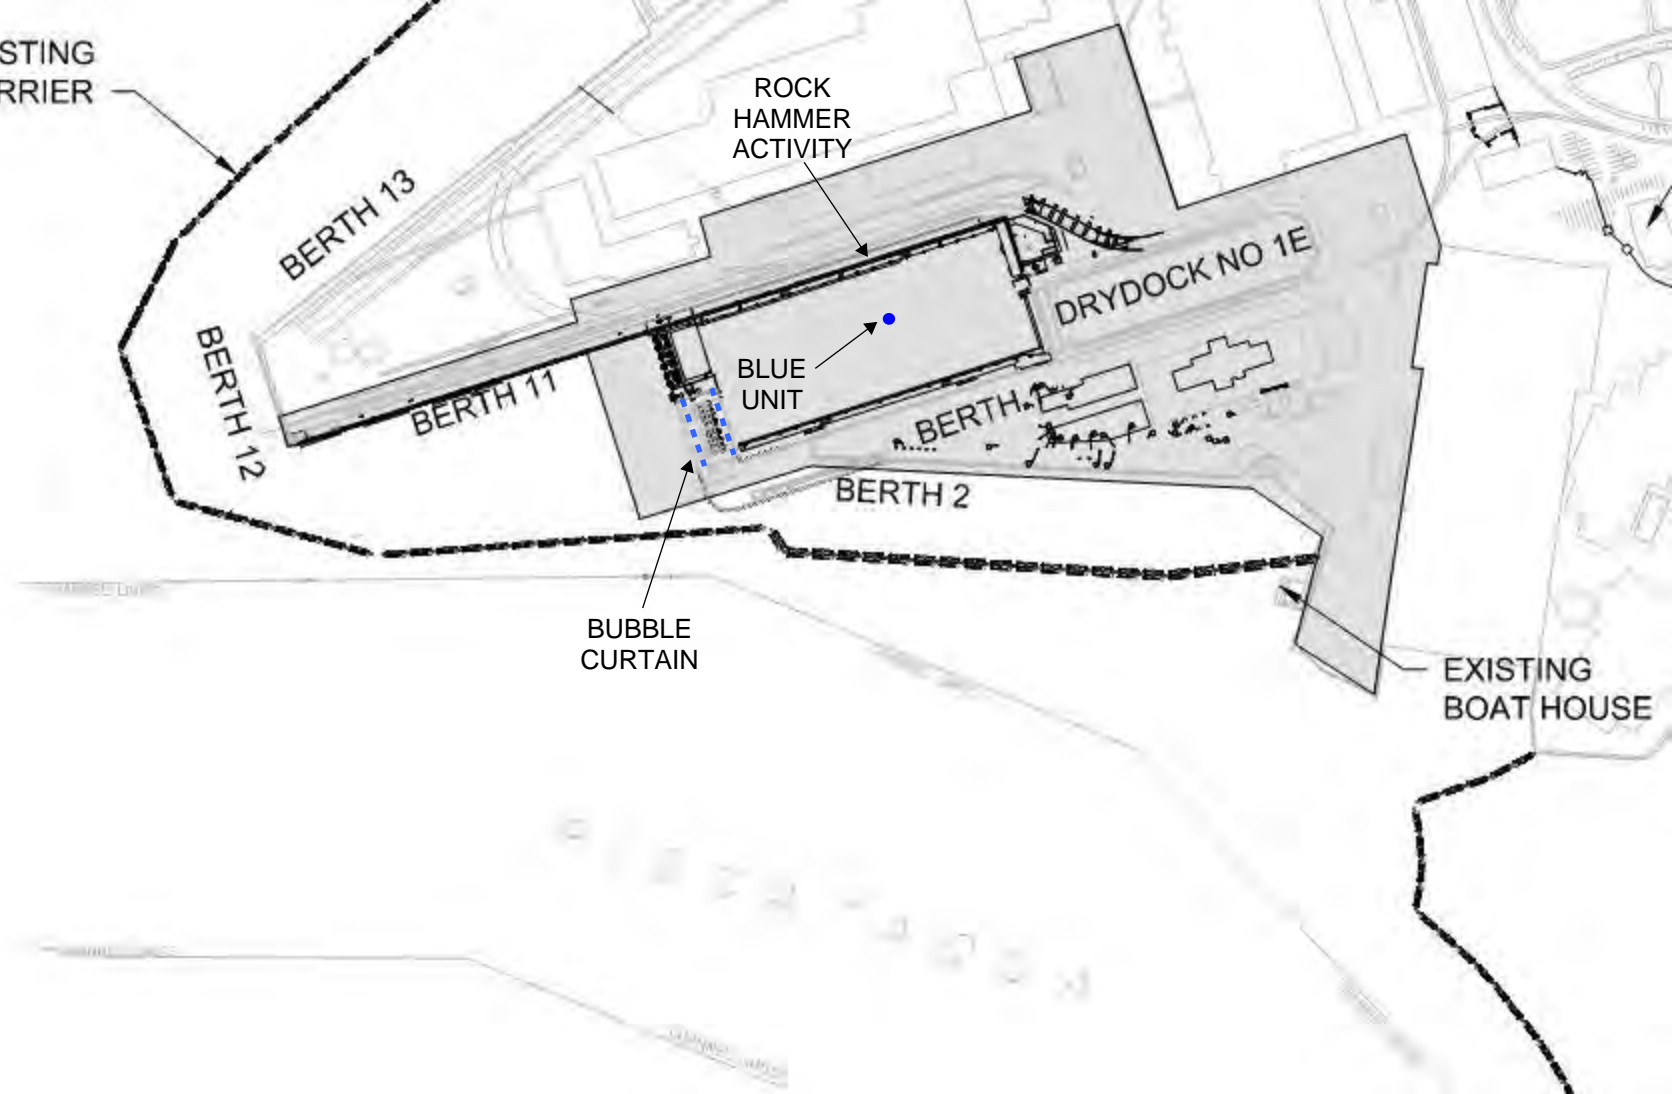 STING
RRIER
ROCK
HAMMER
ACTIVITY
BERTH 13
DRYDOCK NO 1E
BLUE
UNIT
BERTH 12
BERTH 11
BERTH
BERTH 2
BUBBLE
CURTAIN
EXISTING
BOAT HOUSE